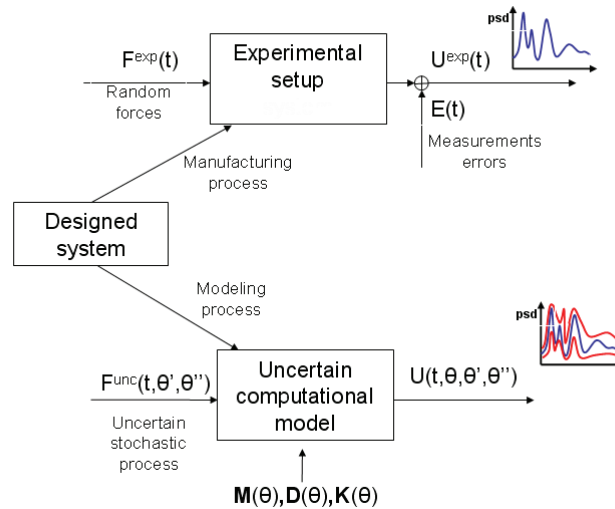 psd
F^exp(t)
Experimental
setup
U^exp(t)
Random
forces
E(t)
Measurements
errors
Manufacturing
process
Designed
system
Modeling
process
psd
F^unc(t,θ',θ'')
Uncertain
computational
model
U(t,θ,θ',θ'')
Uncertain
stochastic
process
M(θ),D(θ),K(θ)